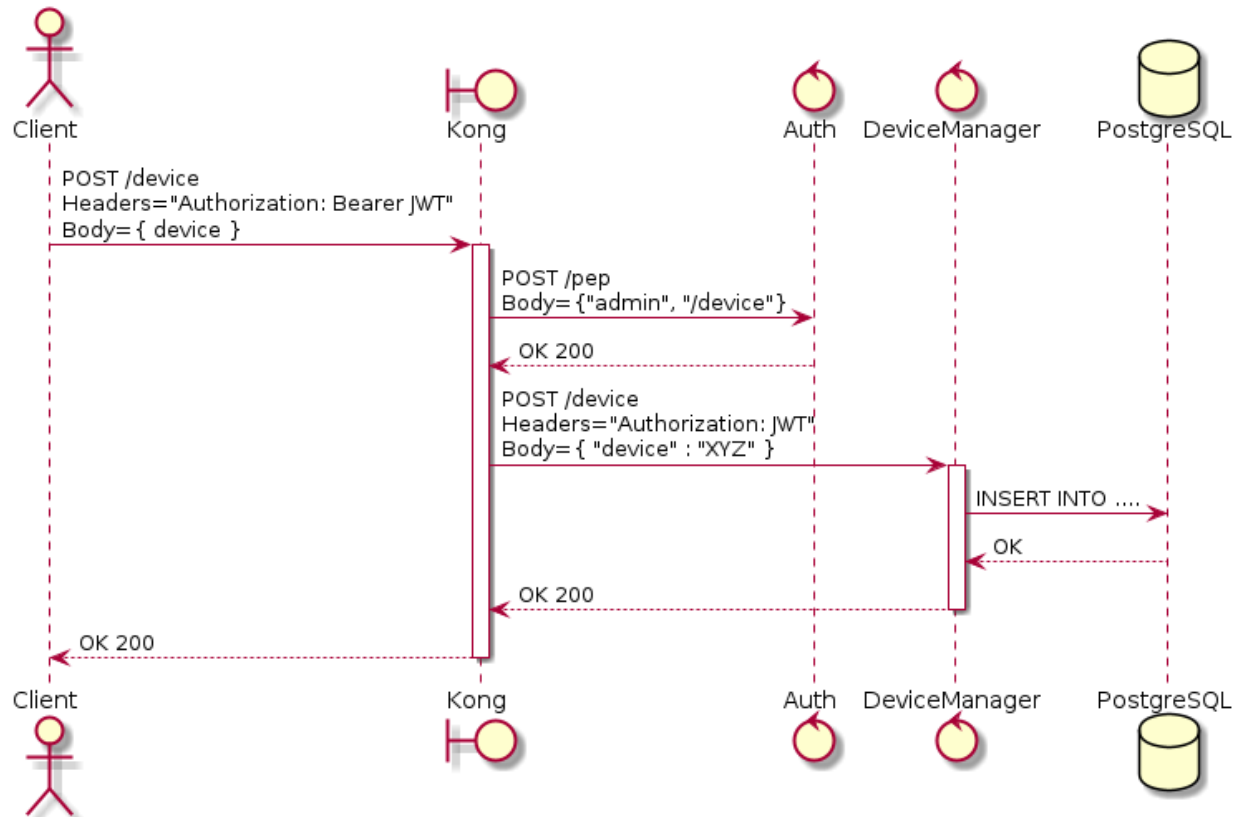 Client
Kong
Auth
DeviceManager
PostgreSQL
POST /device
Headers="Authorization: Bearer JWT"
Body={ device }
POST /pep
Body={"admin", "/device"}
OK 200
POST /device
Headers="Authorization: JWT"
Body={ "device" : "XYZ" }
INSERT INTO ....
OK
OK 200
OK 200
Client
Kong
Auth
DeviceManager
PostgreSQL